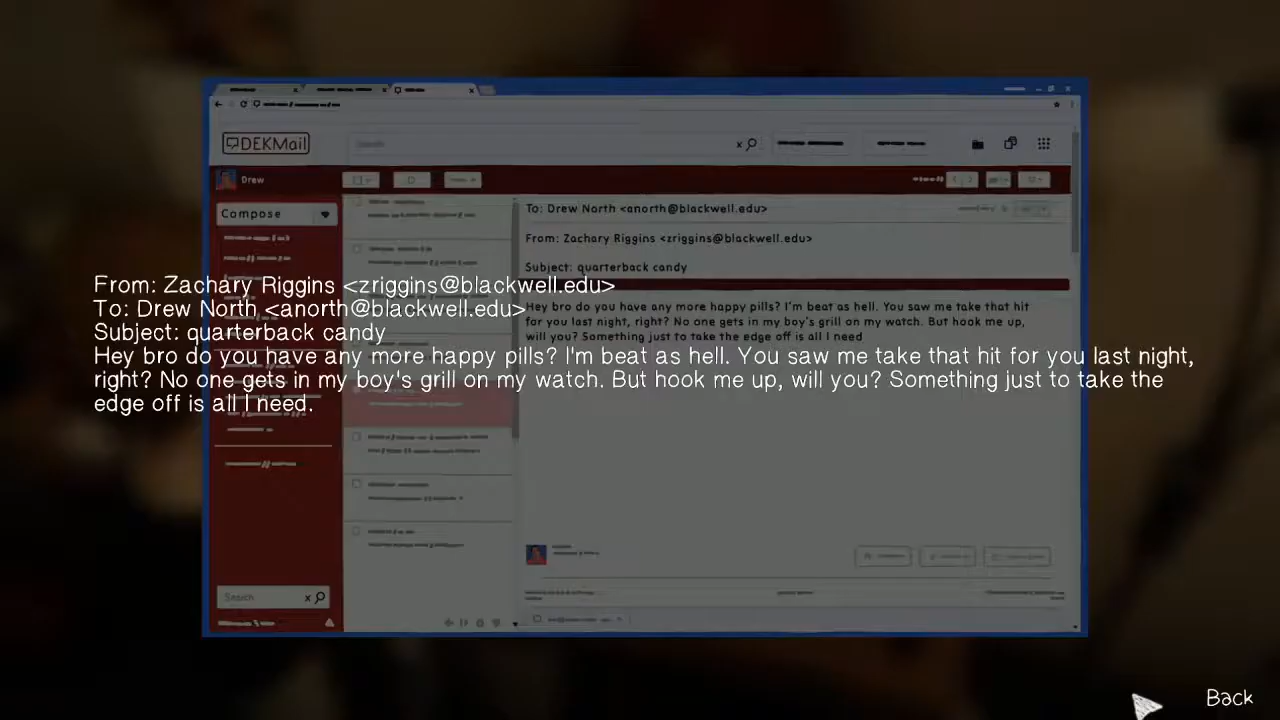 DEKMail
Search
Drew
Compose
To: Drew North <anorth@blackwell.edu>
From: Zachary Riggins <zriggins@blackwell.edu>
Subject: quarterback candy
Hey bro do you have any more happy pills? I'm beat as hell. You saw me take that hit
for you last night, right? No one gets in my boy's grill on my watch. But hook me up,
will you? Something just to take the edge off is all I need
From: Zachary Riggins <zriggins@blackwell.edu>
To: Drew North <anorth@blackwell.edu>
Subject: quarterback candy
Hey bro do you have any more happy pills? I'm beat as hell. You saw me take that hit for you last night,
right? No one gets in my boy's grill on my watch. But hook me up, will you? Something just to take the
edge off is all I need.
Search
Back